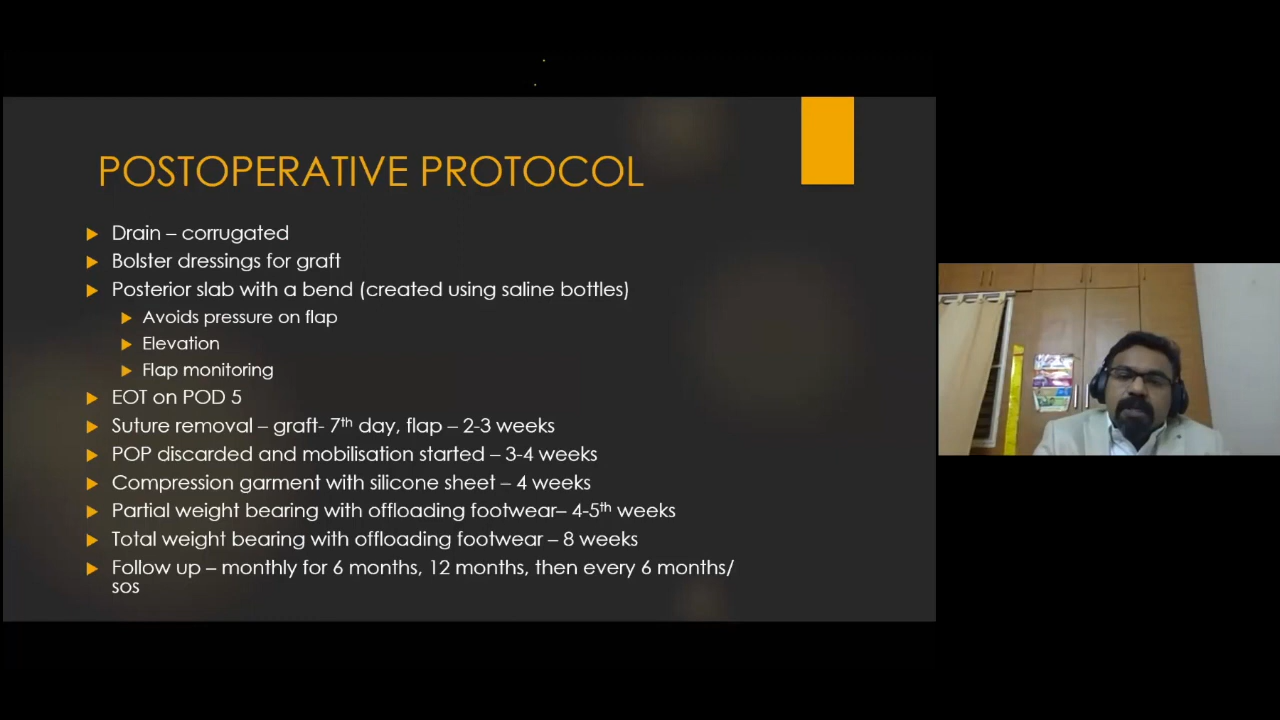 POSTOPERATIVE PROTOCOL
Drain – corrugated
Bolster dressings for graft
Posterior slab with a bend (created using saline bottles)
Avoids pressure on flap
Elevation
Flap monitoring
EOT on POD 5
Suture removal – graft- 7th day, flap – 2-3 weeks
POP discarded and mobilisation started – 3-4 weeks
Compression garment with silicone sheet – 4 weeks
Partial weight bearing with offloading footwear– 4-5th weeks
Total weight bearing with offloading footwear – 8 weeks
Follow up – monthly for 6 months, 12 months, then every 6 months/
sos